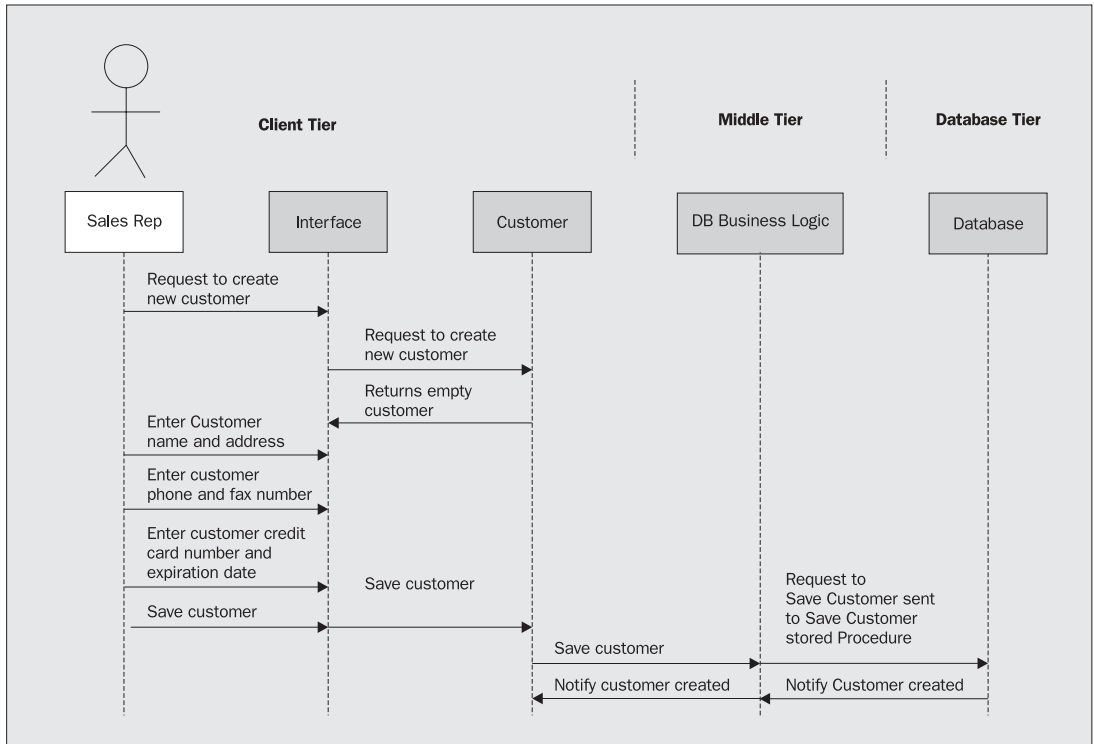 Client Tier
Middle Tier
Database Tier
Sales Rep
Interface
Customer
DB Business Logic
Database
Request to create
new customer
Request to create
new customer
Returns empty
customer
Enter Customer
name and address
Enter customer
phone and fax number
Enter customer credit
card number and
expiration date
Save customer
Save customer
Request to
Save Customer sent
to Save Customer
stored Procedure
Save customer
Notify customer created
Notify Customer created